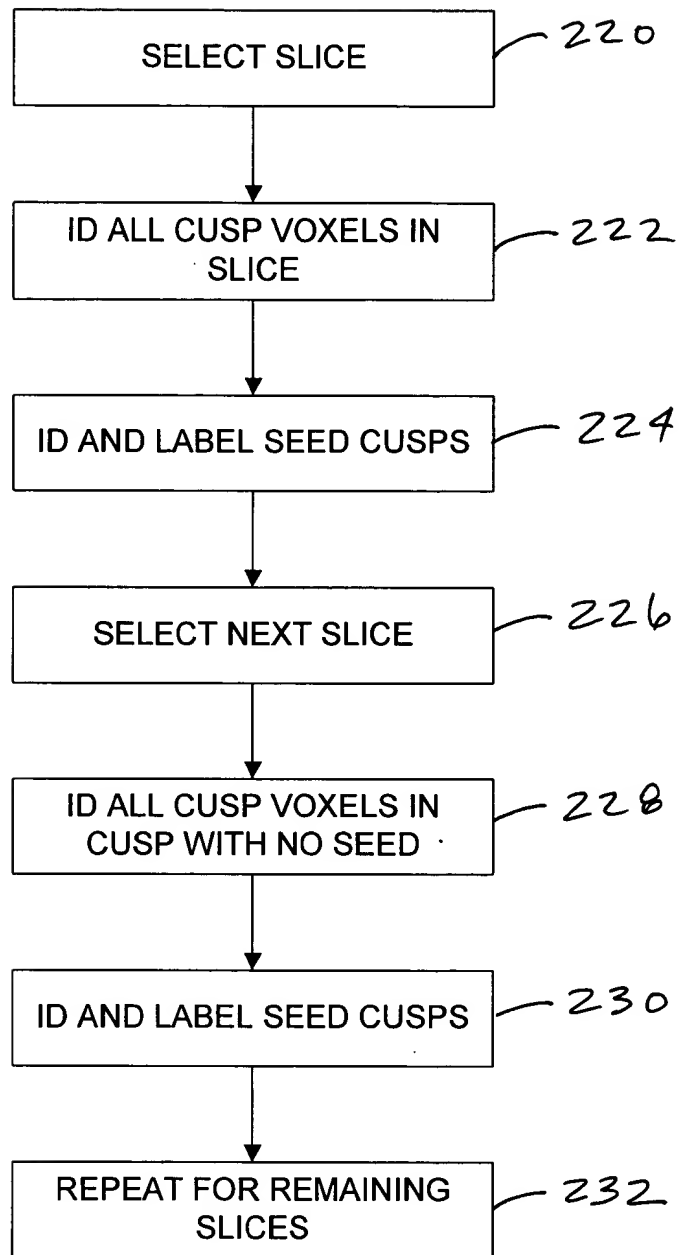 SELECT SLICE
220
ID ALL CUSP VOXELS IN
SLICE
222
ID AND LABEL SEED CUSPS
224
SELECT NEXT SLICE
226
ID ALL CUSP VOXELS IN
CUSP WITH NO SEED
228
ID AND LABEL SEED CUSPS
230
REPEAT FOR REMAINING
SLICES
232